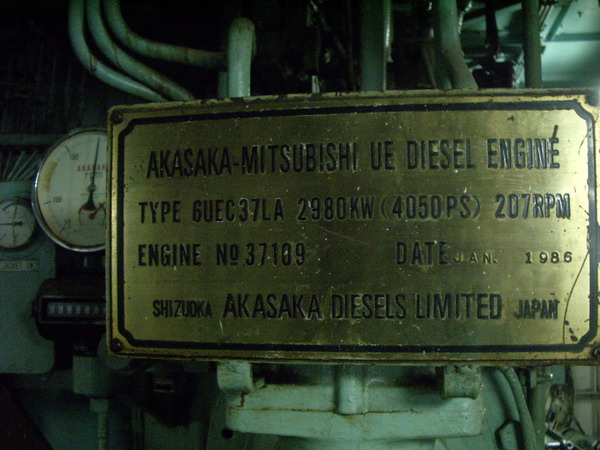 AKASAKA-MITSUBISHI UE DIESEL ENGINE
TYPE 6UEC37LA 2980KW (4050PS) 207RPM
ENGINE No 37109 DATE JAN. 1986
SHIZUOKA AKASAKA DIESELS LIMITED JAPAN